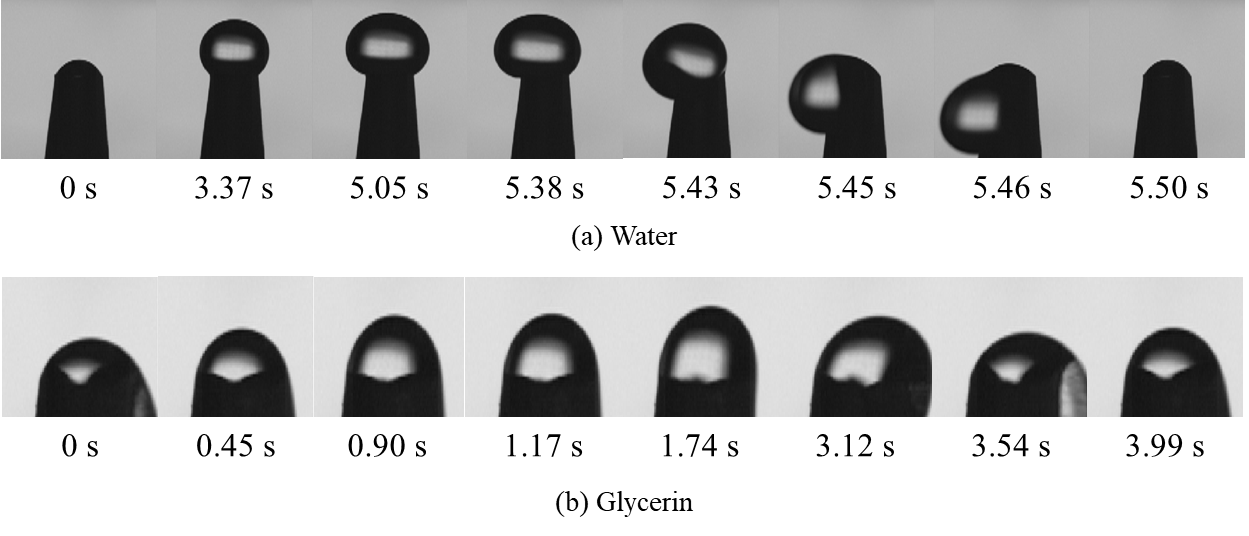 0 s 3.37 s 5.05 s 5.38 s 5.43 s 5.45 s 5.46 s 5.50 s
(a) Water
0 s 0.45 s 0.90 s 1.17 s 1.74 s 3.12 s 3.54 s 3.99 s
(b) Glycerin